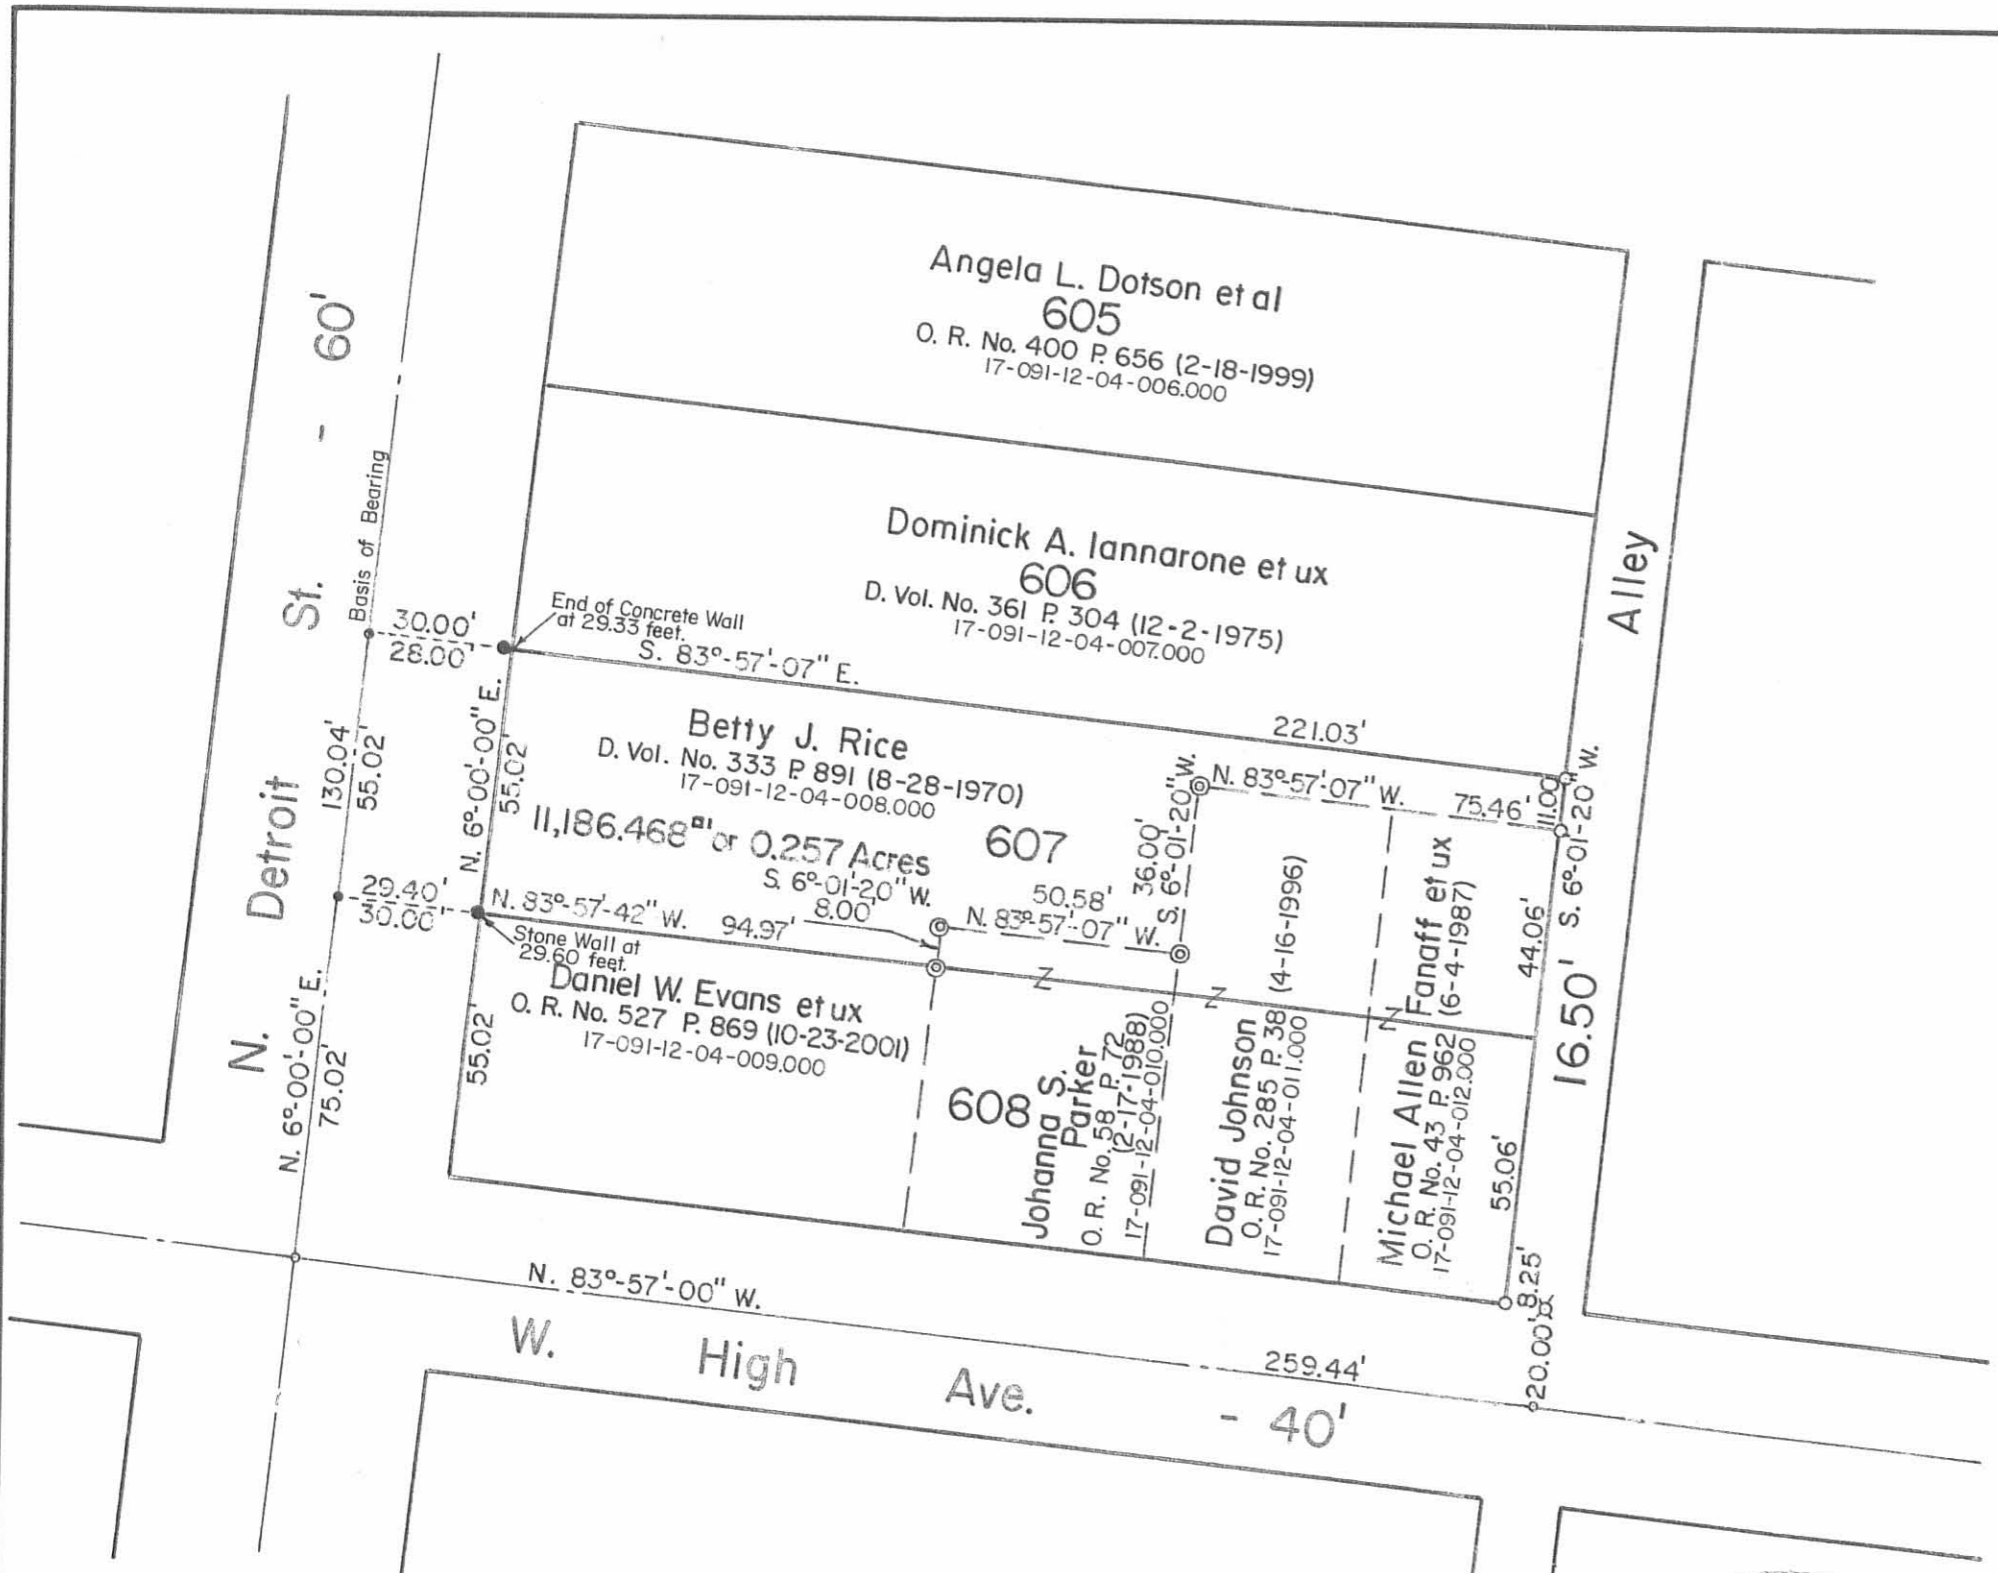 Angela L. Dotson et al
605
O. R. No. 400 P. 656 (2-18-1999)
17-091-12-04-006.000
Dominick A. Iannarone et ux
606
D. Vol. No. 361 P. 304 (12-2-1975)
17-091-12-04-007.000
N. Detroit St. - 60'
Basis of Bearing
30.00'
28.00'
End of Concrete Wall
at 29.33 feet.
S. 83°-57'-07" E.
221.03'
Alley
16.50'
130.04'
55.02'
N. 6°-00'-00" E.
55.02'
Betty J. Rice
D. Vol. No. 333 P. 891 (8-28-1970)
17-091-12-04-008.000
11,186.468□' or 0.257 Acres
607
S. 6°-01'-20" W.
8.00'
50.58'
N. 83°-57'-07" W.
36.00'
S. 6°-01'-20" W.
N. 83°-57'-07" W.
75.46'
11.00'
S. 6°-01'-20" W.
44.06'
29.40'
30.00'
N. 83°-57'-42" W.
94.97'
Stone Wall at
29.60 feet.
Daniel W. Evans et ux
O. R. No. 527 P. 869 (10-23-2001)
17-091-12-04-009.000
55.02'
N. 6°-00'-00" E.
75.02'
608
Johanna S.
Parker
O. R. No. 58 P. 72
(2-17-1988)
17-091-12-04-010.000
David Johnson
O. R. No. 285 P. 38 (4-16-1996)
17-091-12-04-011.000
Michael Allen Fanaff et ux
O. R. No. 43 P. 962 (6-4-1987)
17-091-12-04-012.000
Z
Z
Z
55.06'
8.25'
20.00'
N. 83°-57'-00" W.
259.44'
W. High Ave. - 40'